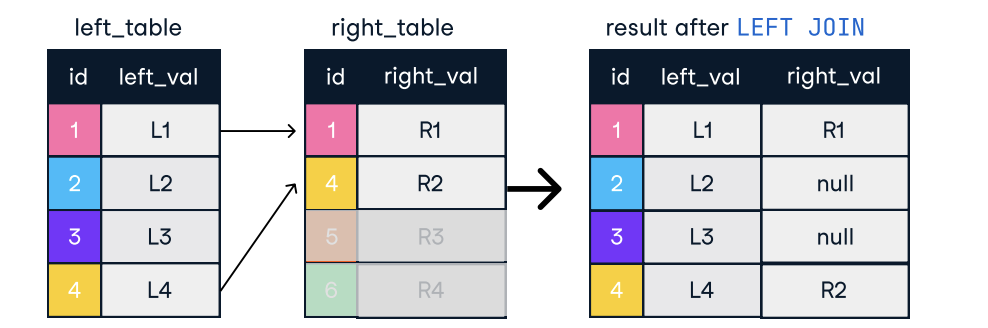 left_table right_table result after LEFT JOIN
id left_val id right_val id left_val right_val
1 L1 1 R1 1 L1 R1
2 L2 4 R2 2 L2 null
3 L3 5 R3 3 L3 null
4 L4 6 R4 4 L4 R2